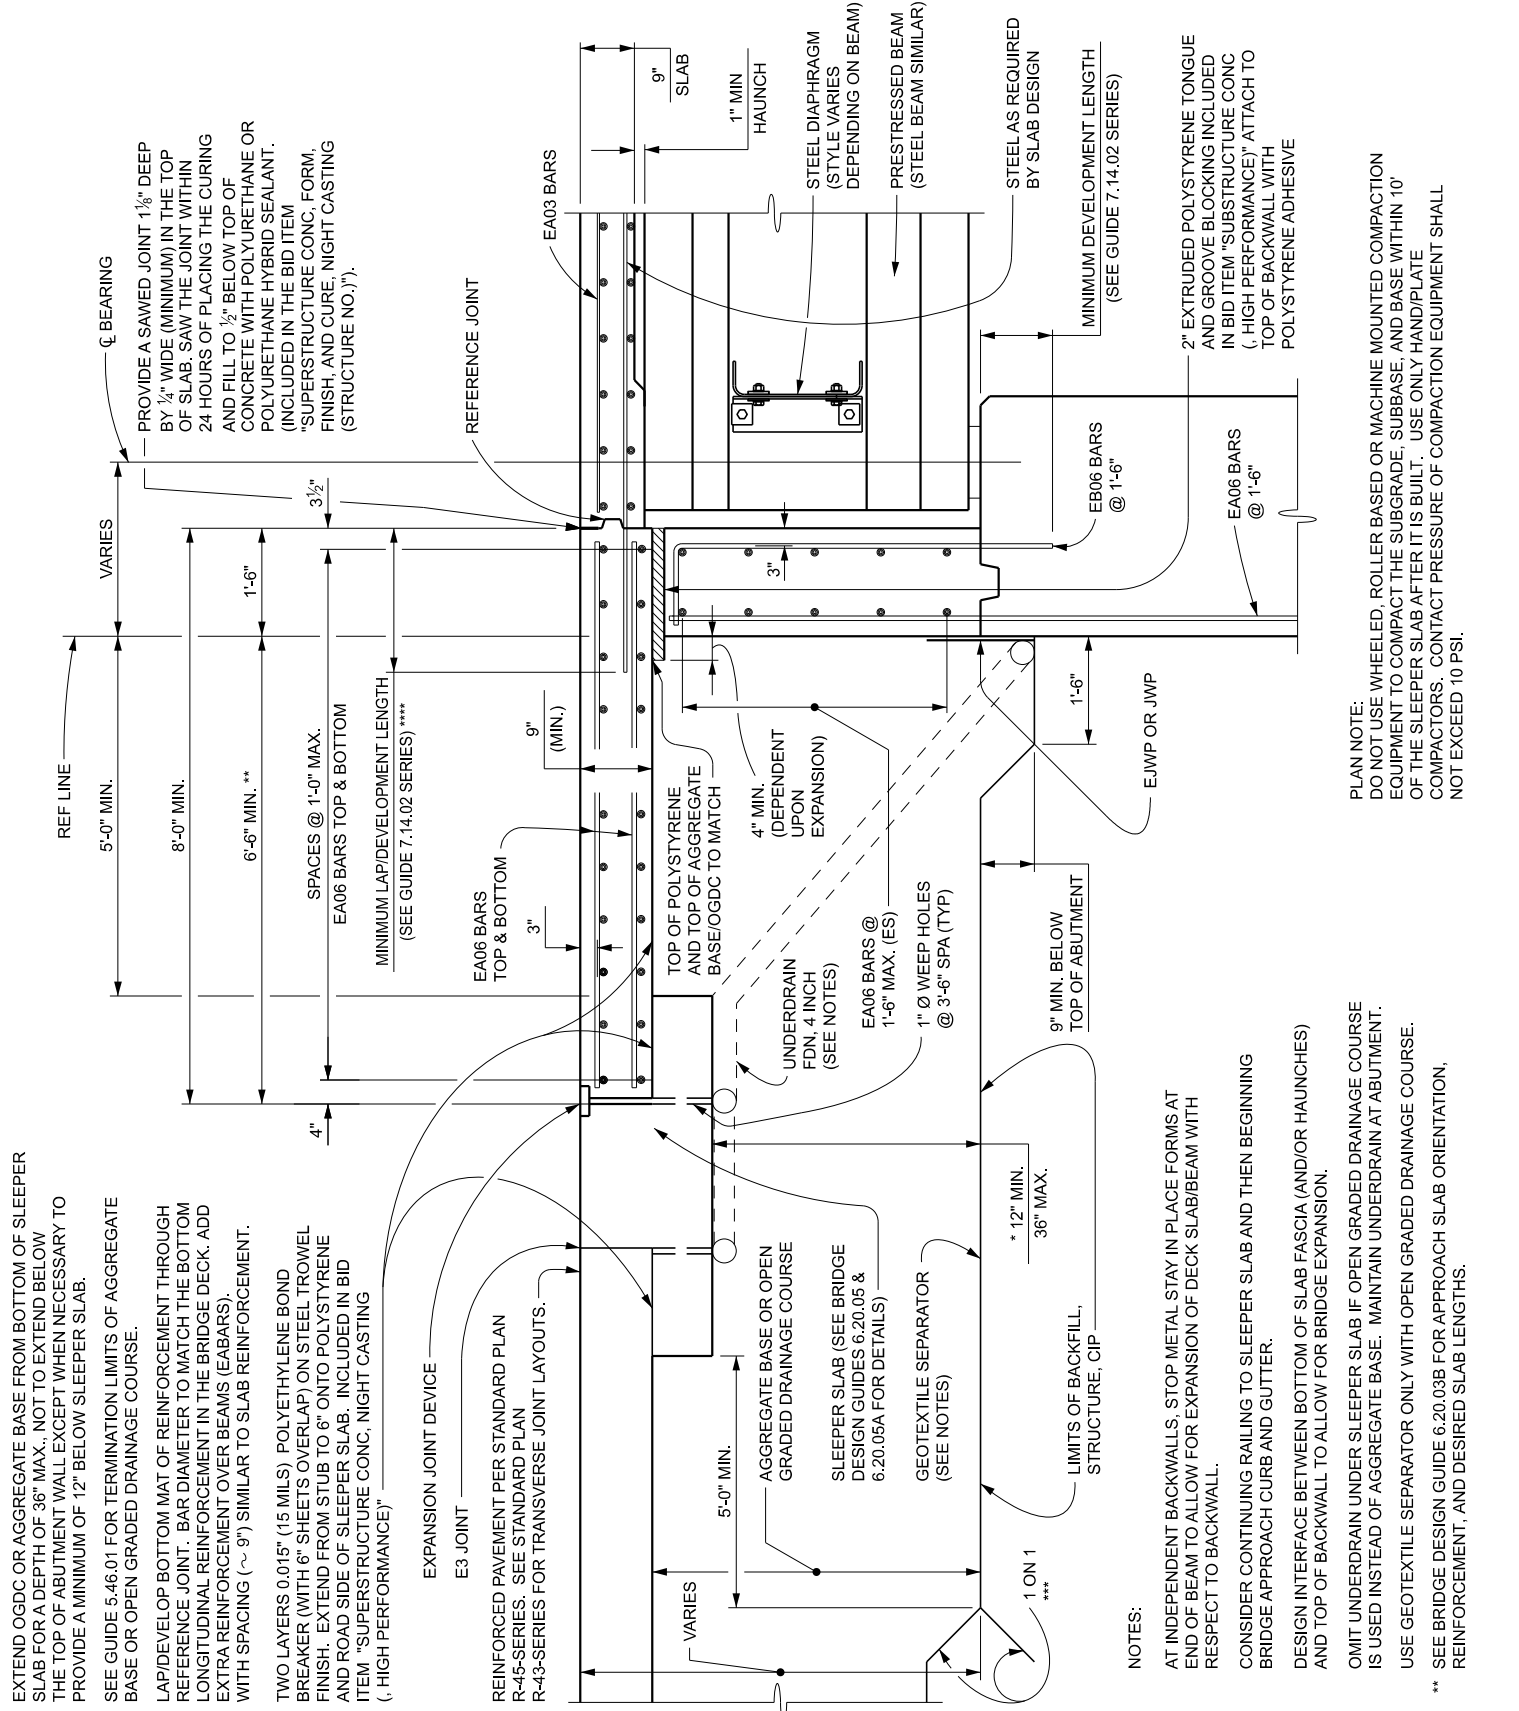 EXTEND OGDC OR AGGREGATE BASE FROM BOTTOM OF SLEEPER
SLAB FOR A DEPTH OF 36" MAX., NOT TO EXTEND BELOW
THE TOP OF ABUTMENT WALL EXCEPT WHEN NECESSARY TO
PROVIDE A MINIMUM OF 12" BELOW SLEEPER SLAB.
SEE GUIDE 5.46.01 FOR TERMINATION LIMITS OF AGGREGATE
BASE OR OPEN GRADED DRAINAGE COURSE.
LAP/DEVELOP BOTTOM MAT OF REINFORCEMENT THROUGH
REFERENCE JOINT. BAR DIAMETER TO MATCH THE BOTTOM
LONGITUDINAL REINFORCEMENT IN THE BRIDGE DECK. ADD
EXTRA REINFORCEMENT OVER BEAMS (EABARS).
WITH SPACING (~ 9") SIMILAR TO SLAB REINFORCEMENT.
TWO LAYERS 0.015" (15 MILS) POLYETHYLENE BOND
BREAKER (WITH 6" SHEETS OVERLAP) ON STEEL TROWEL
FINISH. EXTEND FROM STUB TO 6" ONTO POLYSTYRENE
AND ROAD SIDE OF SLEEPER SLAB. INCLUDED IN BID
ITEM "SUPERSTRUCTURE CONC, NIGHT CASTING
(, HIGH PERFORMANCE)"
EXPANSION JOINT DEVICE
E3 JOINT
REINFORCED PAVEMENT PER STANDARD PLAN
R-45-SERIES. SEE STANDARD PLAN
R-43-SERIES FOR TRANSVERSE JOINT LAYOUTS.
REF LINE
5'-0" MIN.
VARIES
℄ BEARING
8'-0" MIN.
6'-6" MIN. **
1'-6"
3½"
4"
SPACES @ 1'-0" MAX.
EA06 BARS TOP & BOTTOM
MINIMUM LAP/DEVELOPMENT LENGTH
(SEE GUIDE 7.14.02 SERIES) ****
PROVIDE A SAWED JOINT 1⅛" DEEP
BY ¼" WIDE (MINIMUM) IN THE TOP
OF SLAB. SAW THE JOINT WITHIN
24 HOURS OF PLACING THE CURING
AND FILL TO ½" BELOW TOP OF
CONCRETE WITH POLYURETHANE OR
POLYURETHANE HYBRID SEALANT.
(INCLUDED IN THE BID ITEM
"SUPERSTRUCTURE CONC, FORM,
FINISH, AND CURE, NIGHT CASTING
(STRUCTURE NO.)").
REFERENCE JOINT
EA03 BARS
9"
SLAB
1" MIN
HAUNCH
EA06 BARS
TOP & BOTTOM
3"
9"
(MIN.)
TOP OF POLYSTYRENE
AND TOP OF AGGREGATE
BASE/OGDC TO MATCH
4" MIN.
(DEPENDENT
UPON
EXPANSION)
3"
STEEL DIAPHRAGM
(STYLE VARIES
DEPENDING ON BEAM)
PRESTRESSED BEAM
(STEEL BEAM SIMILAR)
STEEL AS REQUIRED
BY SLAB DESIGN
MINIMUM DEVELOPMENT LENGTH
(SEE GUIDE 7.14.02 SERIES)
2" EXTRUDED POLYSTYRENE TONGUE
AND GROOVE BLOCKING INCLUDED
IN BID ITEM "SUBSTRUCTURE CONC
(, HIGH PERFORMANCE)" ATTACH TO
TOP OF BACKWALL WITH
POLYSTYRENE ADHESIVE
UNDERDRAIN
FDN, 4 INCH
(SEE NOTES)
EA06 BARS @
1'-6" MAX. (ES)
1" Ø WEEP HOLES
@ 3'-6" SPA (TYP)
EB06 BARS
@ 1'-6"
EA06 BARS
@ 1'-6"
1'-6"
EJWP OR JWP
9" MIN. BELOW
TOP OF ABUTMENT
* 12" MIN.
36" MAX.
5'-0" MIN.
AGGREGATE BASE OR OPEN
GRADED DRAINAGE COURSE
SLEEPER SLAB (SEE BRIDGE
DESIGN GUIDES 6.20.05 &
6.20.05A FOR DETAILS)
GEOTEXTILE SEPARATOR
(SEE NOTES)
LIMITS OF BACKFILL,
STRUCTURE, CIP
VARIES
1 ON 1
***
NOTES:
AT INDEPENDENT BACKWALLS, STOP METAL STAY IN PLACE FORMS AT
END OF BEAM TO ALLOW FOR EXPANSION OF DECK SLAB/BEAM WITH
RESPECT TO BACKWALL.
CONSIDER CONTINUING RAILING TO SLEEPER SLAB AND THEN BEGINNING
BRIDGE APPROACH CURB AND GUTTER.
DESIGN INTERFACE BETWEEN BOTTOM OF SLAB FASCIA (AND/OR HAUNCHES)
AND TOP OF BACKWALL TO ALLOW FOR BRIDGE EXPANSION.
OMIT UNDERDRAIN UNDER SLEEPER SLAB IF OPEN GRADED DRAINAGE COURSE
IS USED INSTEAD OF AGGREGATE BASE. MAINTAIN UNDERDRAIN AT ABUTMENT.
USE GEOTEXTILE SEPARATOR ONLY WITH OPEN GRADED DRAINAGE COURSE.
** SEE BRIDGE DESIGN GUIDE 6.20.03B FOR APPROACH SLAB ORIENTATION,
REINFORCEMENT, AND DESIRED SLAB LENGTHS.
PLAN NOTE:
DO NOT USE WHEELED, ROLLER BASED OR MACHINE MOUNTED COMPACTION
EQUIPMENT TO COMPACT THE SUBGRADE, SUBBASE, AND BASE WITHIN 10'
OF THE SLEEPER SLAB AFTER IT IS BUILT. USE ONLY HAND/PLATE
COMPACTORS. CONTACT PRESSURE OF COMPACTION EQUIPMENT SHALL
NOT EXCEED 10 PSI.